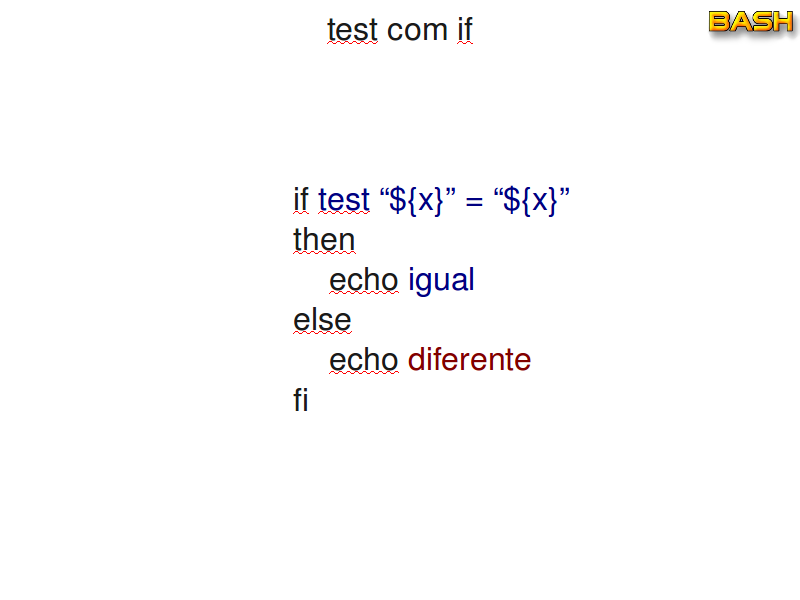 test com if
BASH
if test “${x}” = “${x}”
then
echo igual
else
echo diferente
fi